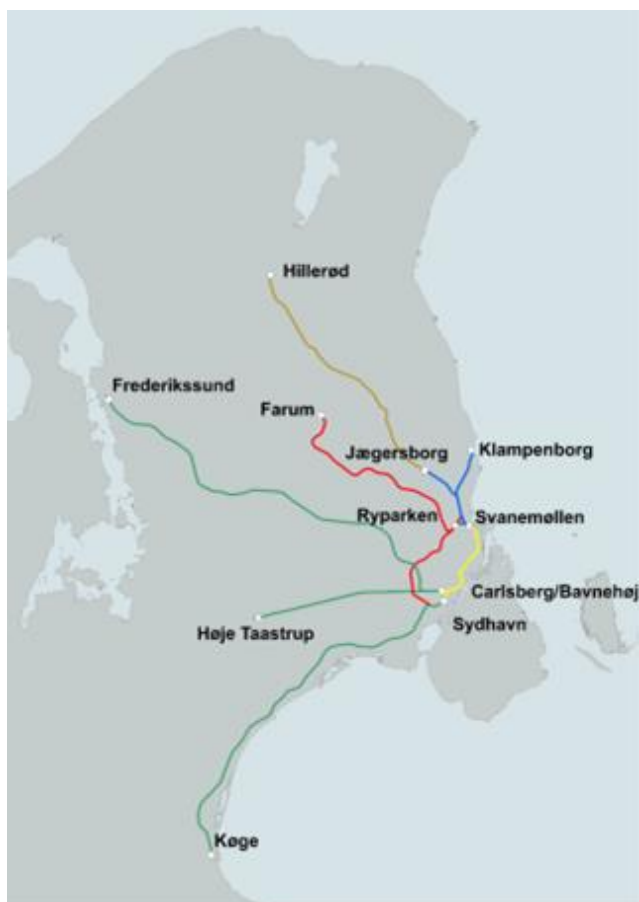 Hillerød
Frederikssund
Farum
Jægersborg
Klampenborg
Ryparken
Svanemøllen
Carlsberg/Bavnehøj
Høje Taastrup
Sydhavn
Køge